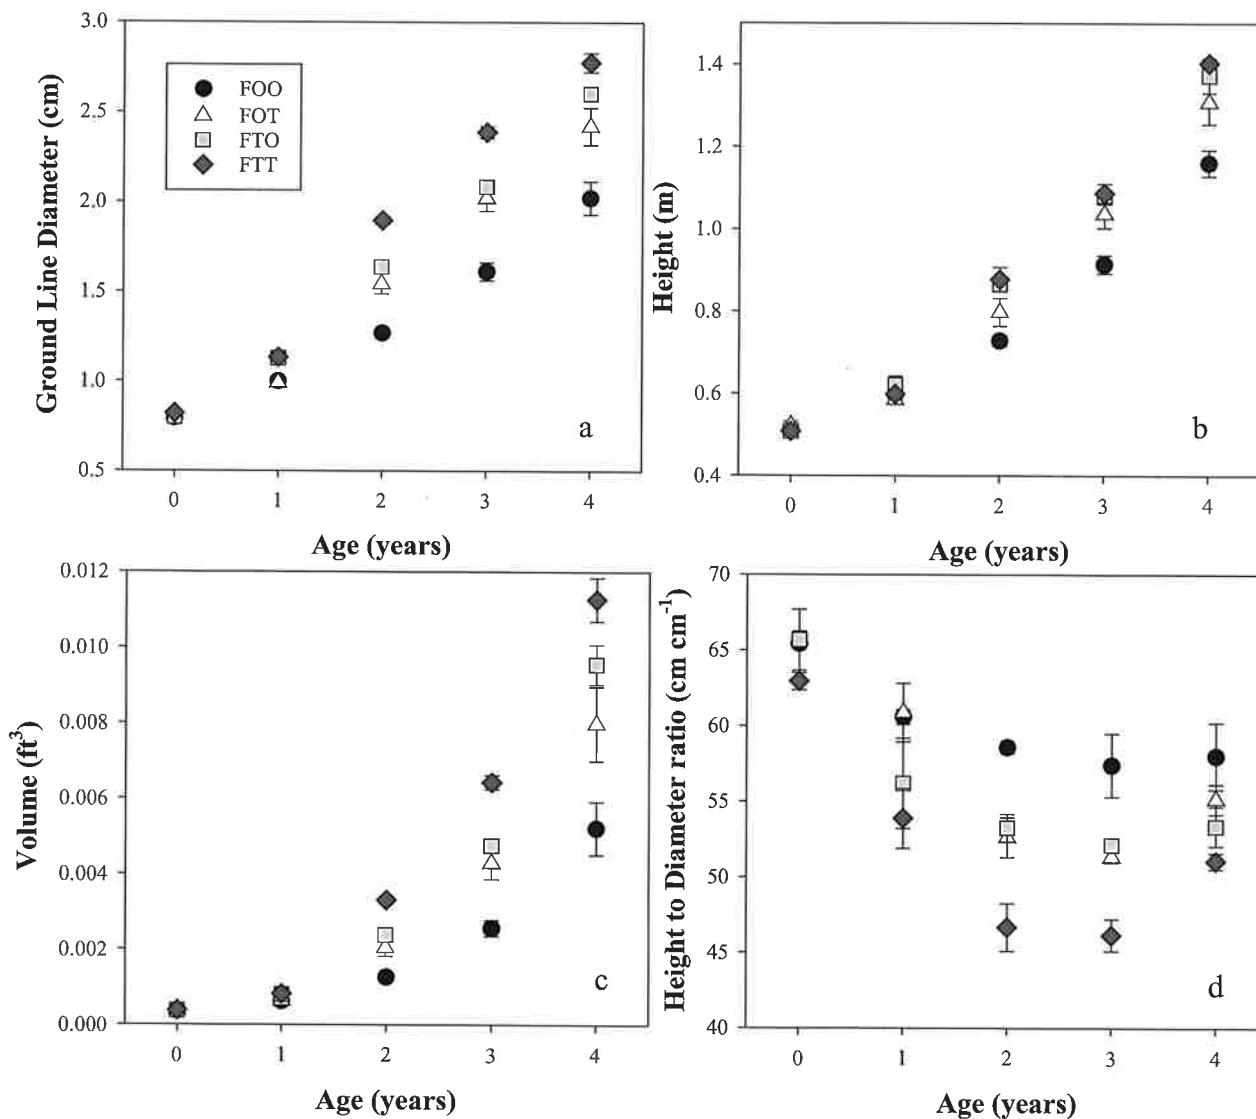 3.0
2.5
2.0
1.5
1.0
0.5
Ground Line Diameter (cm)
FOO
FOT
FTO
FTT
a
0 1 2 3 4
Age (years)
1.4
1.2
1.0
0.8
0.6
0.4
Height (m)
b
0 1 2 3 4
Age (years)
0.012
0.010
0.008
0.006
0.004
0.002
0.000
Volume (ft³)
c
0 1 2 3 4
Age (years)
70
65
60
55
50
45
40
Height to Diameter ratio (cm cm⁻¹)
d
0 1 2 3 4
Age (years)